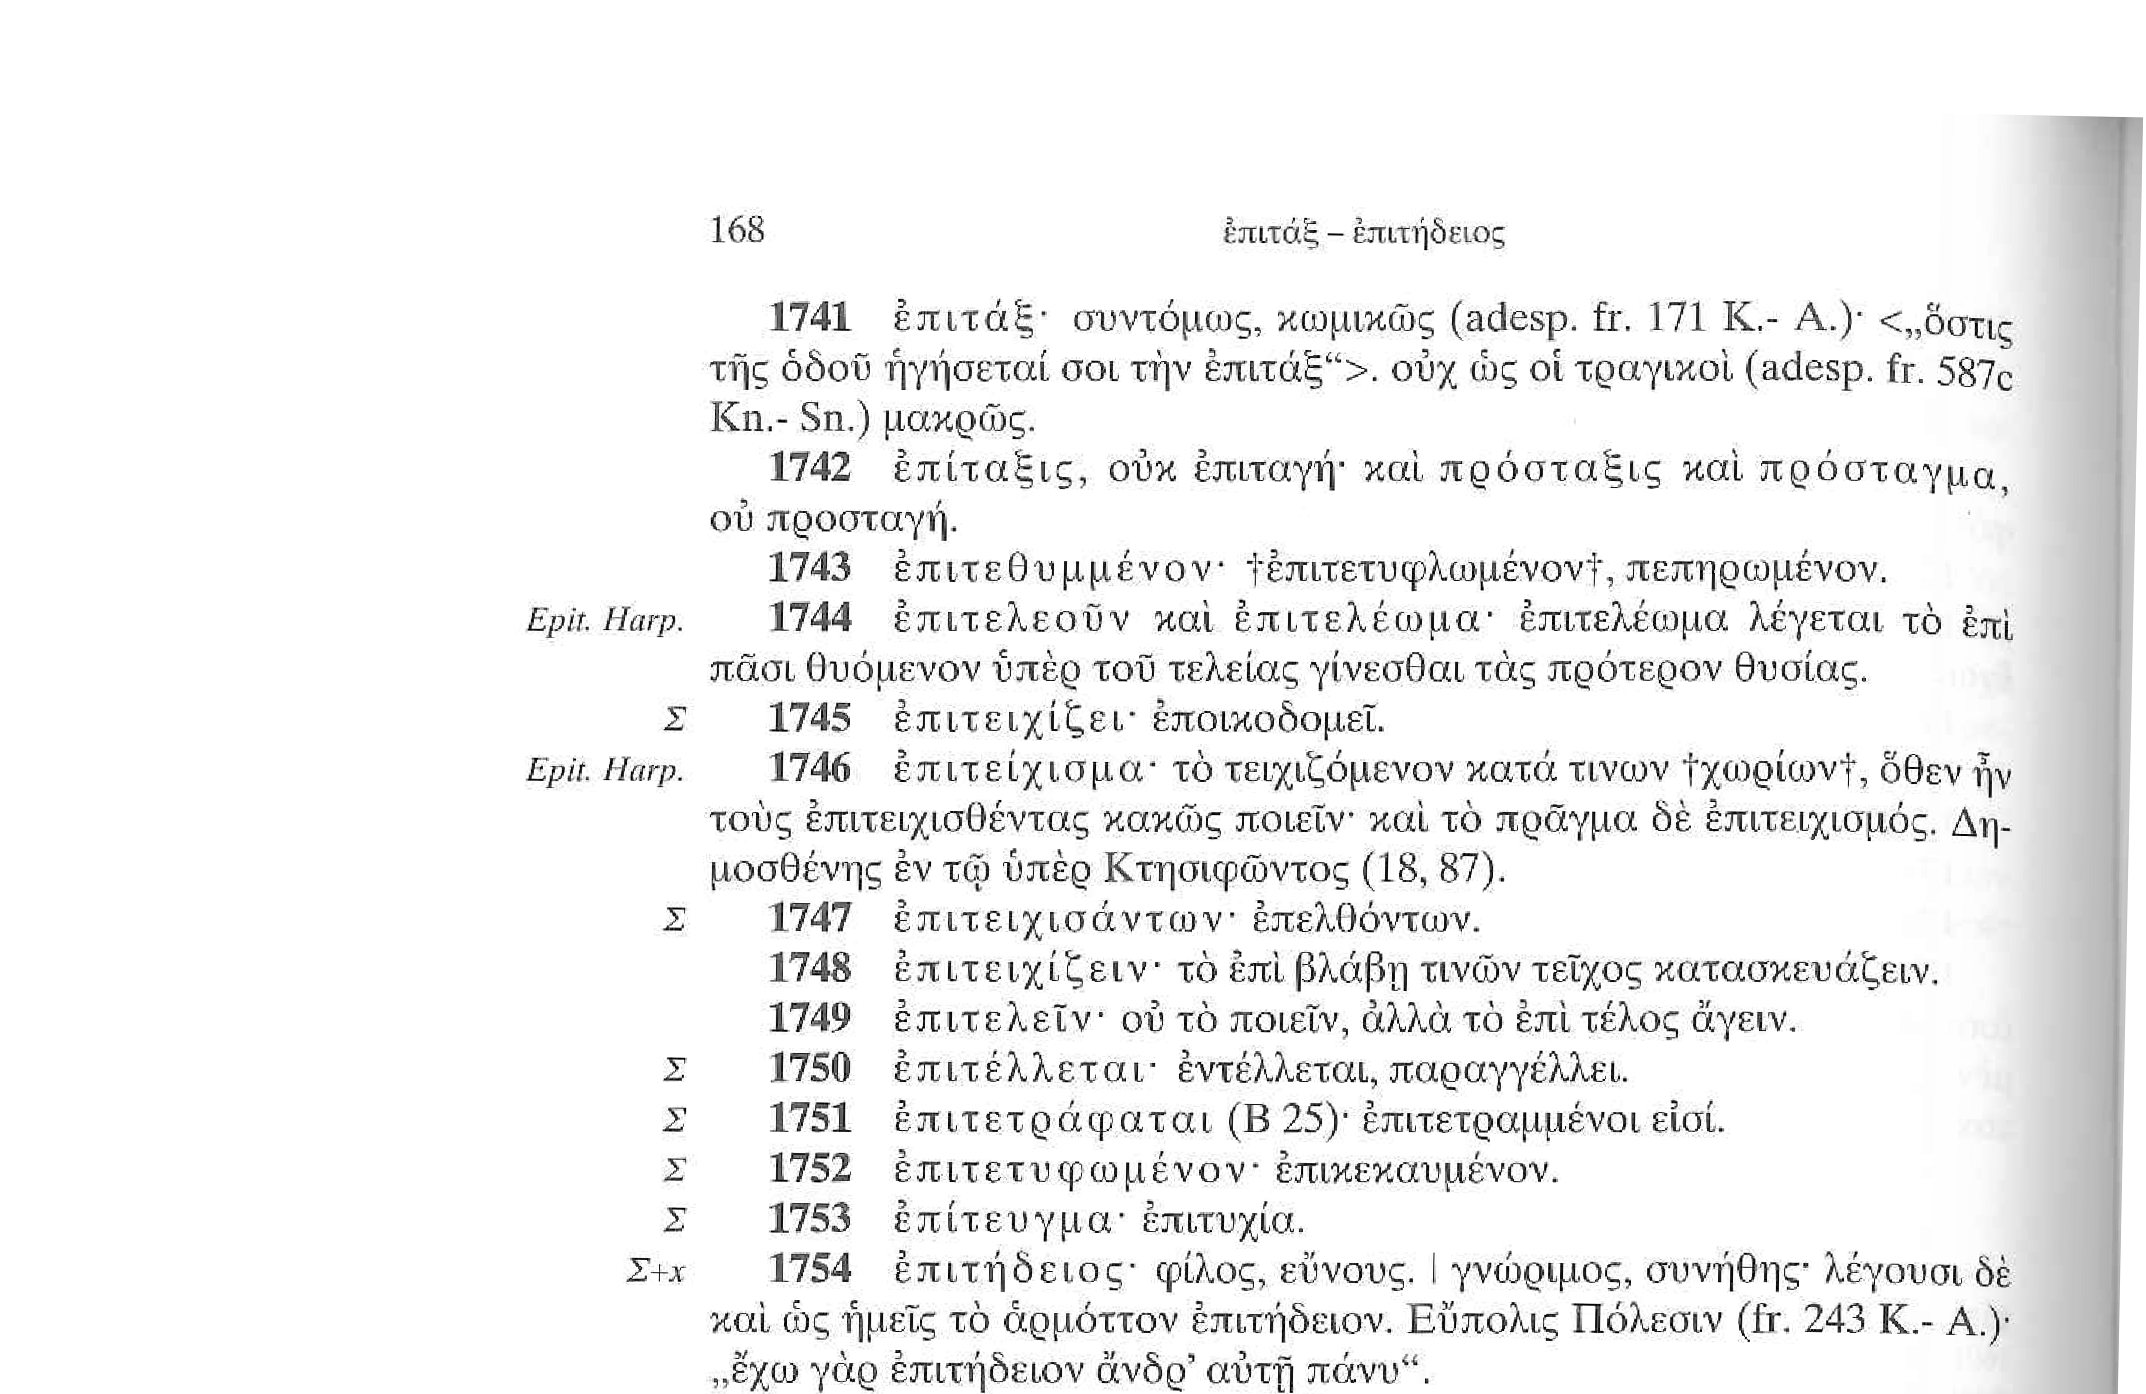 168 ἐπιτάξ – ἐπιτήδειος
1741 ἐπιτάξ· συντόμως, κωμικῶς (adesp. fr. 171 K.- A.)· <„ὅστις
τῆς ὁδοῦ ἡγήσεταί σοι τὴν ἐπιτάξ“>. οὐχ ὡς οἱ τραγικοὶ (adesp. fr. 587c
Kn.- Sn.) μακρῶς.
1742 ἐπίταξις, οὐκ ἐπιταγή· καὶ πρόσταξις καὶ πρόσταγμα,
οὐ προσταγή.
1743 ἐπιτεθυμμένον· †ἐπιτετυφλωμένον†, πεπηρωμένον.
Epit. Harp. 1744 ἐπιτελεοῦν καὶ ἐπιτελέωμα· ἐπιτελέωμα λέγεται τὸ ἐπὶ
πᾶσι θυόμενον ὑπὲρ τοῦ τελείας γίνεσθαι τὰς πρότερον θυσίας.
Σ 1745 ἐπιτειχίζει· ἐποικοδομεῖ.
Epit. Harp. 1746 ἐπιτείχισμα· τὸ τειχιζόμενον κατά τινων †χωρίων†, ὅθεν ἦν
τοὺς ἐπιτειχισθέντας κακῶς ποιεῖν· καὶ τὸ πρᾶγμα δὲ ἐπιτειχισμός. Δη-
μοσθένης ἐν τῷ ὑπὲρ Κτησιφῶντος (18, 87).
Σ 1747 ἐπιτειχισάντων· ἐπελθόντων.
1748 ἐπιτειχίζειν· τὸ ἐπὶ βλάβῃ τινῶν τεῖχος κατασκευάζειν.
1749 ἐπιτελεῖν· οὐ τὸ ποιεῖν, ἀλλὰ τὸ ἐπὶ τέλος ἄγειν.
Σ 1750 ἐπιτέλλεται· ἐντέλλεται, παραγγέλλει.
Σ 1751 ἐπιτετράφαται (Β 25)· ἐπιτετραμμένοι εἰσί.
Σ 1752 ἐπιτετυφωμένον· ἐπικεκαυμένον.
Σ 1753 ἐπίτευγμα· ἐπιτυχία.
Σ+x 1754 ἐπιτήδειος· φίλος, εὔνους. | γνώριμος, συνήθης· λέγουσι δὲ
καὶ ὡς ἡμεῖς τὸ ἁρμόττον ἐπιτήδειον. Εὔπολις Πόλεσιν (fr. 243 K.- A.)·
„ἔχω γὰρ ἐπιτήδειον ἄνδρ’ αὐτῇ πάνυ“.